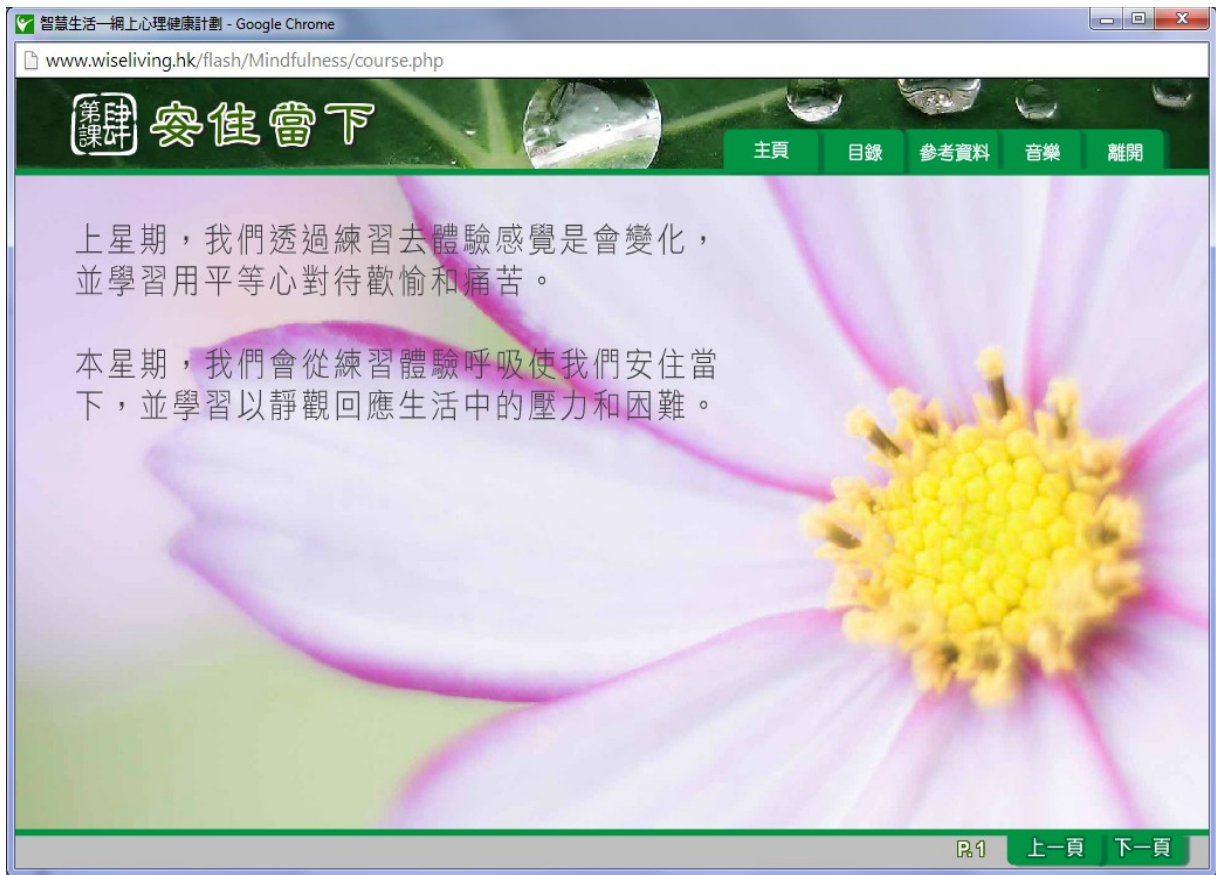 智慧生活一網上心理健康計劃 - Google Chrome
www.wiseliving.hk/flash/Mindfulness/course.php
第肆課 安住當下
主頁 目錄 參考資料 音樂 離開
上星期，我們透過練習去體驗感覺是會變化，
並學習用平等心對待歡愉和痛苦。
本星期，我們會從練習體驗呼吸使我們安住當
下，並學習以靜觀回應生活中的壓力和困難。
P.1 上一頁 下一頁